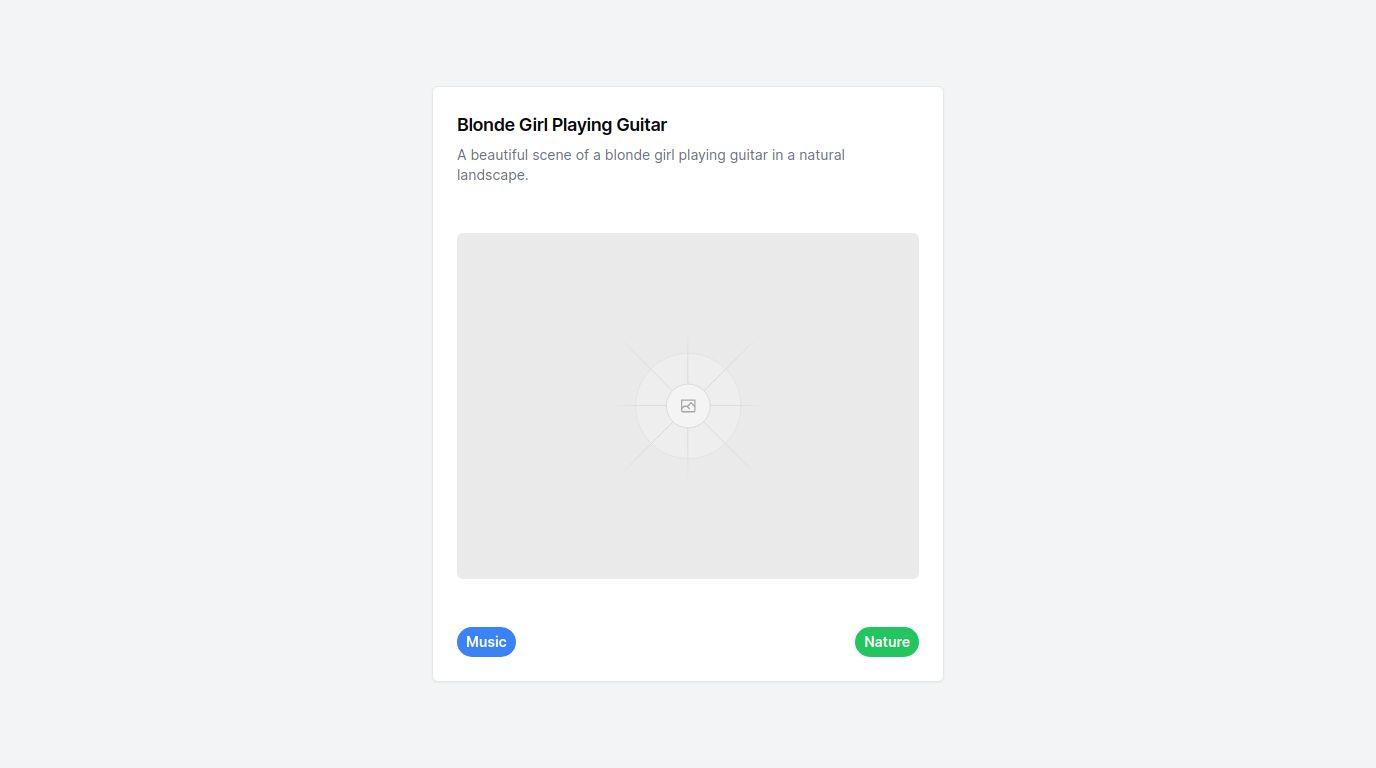 Blonde Girl Playing Guitar
A beautiful scene of a blonde girl playing guitar in a natural
landscape.
Music
Nature